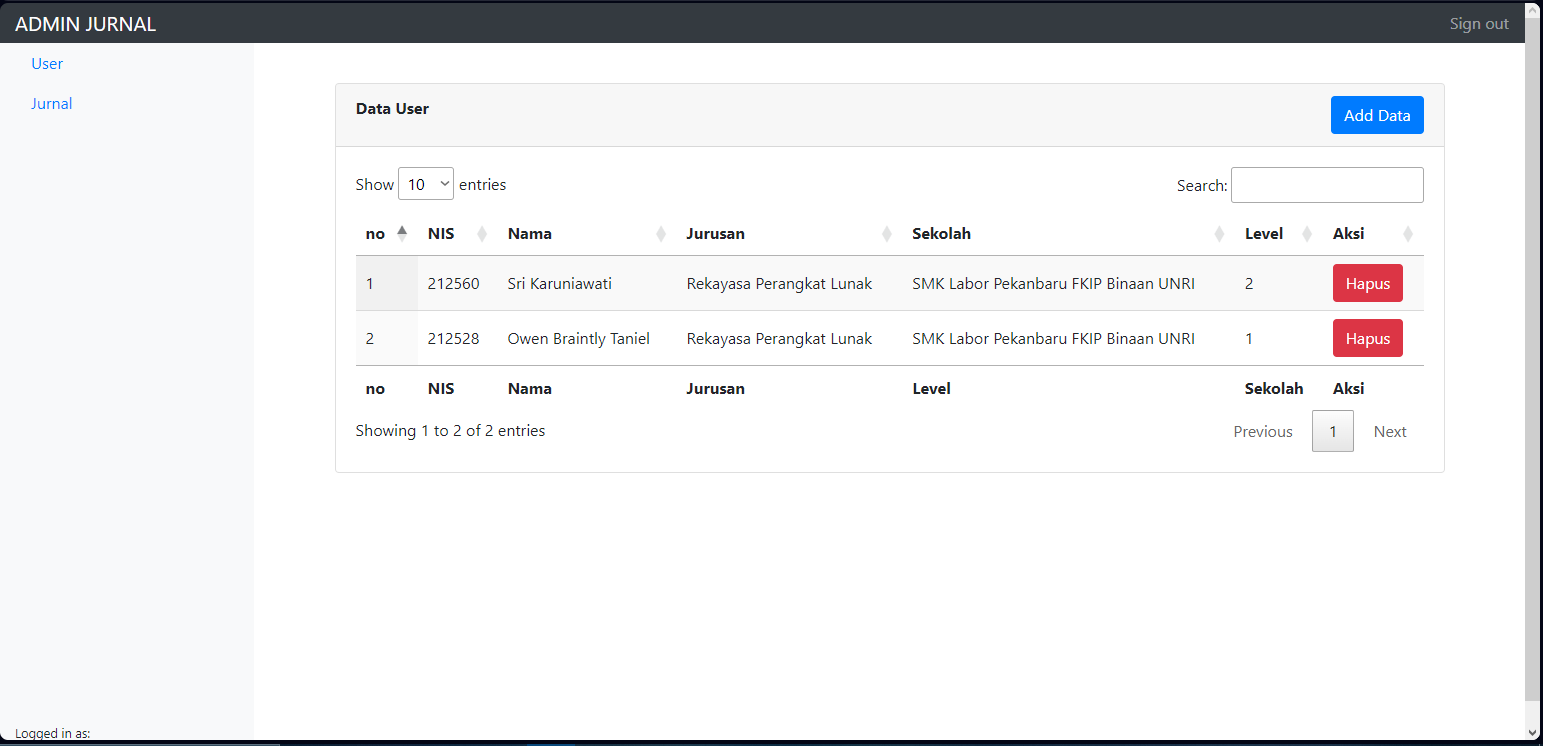 ADMIN JURNAL Sign out
User
Jurnal
Data User Add Data
Show 10 entries Search:
no NIS Nama Jurusan Sekolah Level Aksi
1 212560 Sri Karuniawati Rekayasa Perangkat Lunak SMK Labor Pekanbaru FKIP Binaan UNRI 2 Hapus
2 212528 Owen Braintly Taniel Rekayasa Perangkat Lunak SMK Labor Pekanbaru FKIP Binaan UNRI 1 Hapus
no NIS Nama Jurusan Level Sekolah Aksi
Showing 1 to 2 of 2 entries Previous 1 Next
Logged in as: